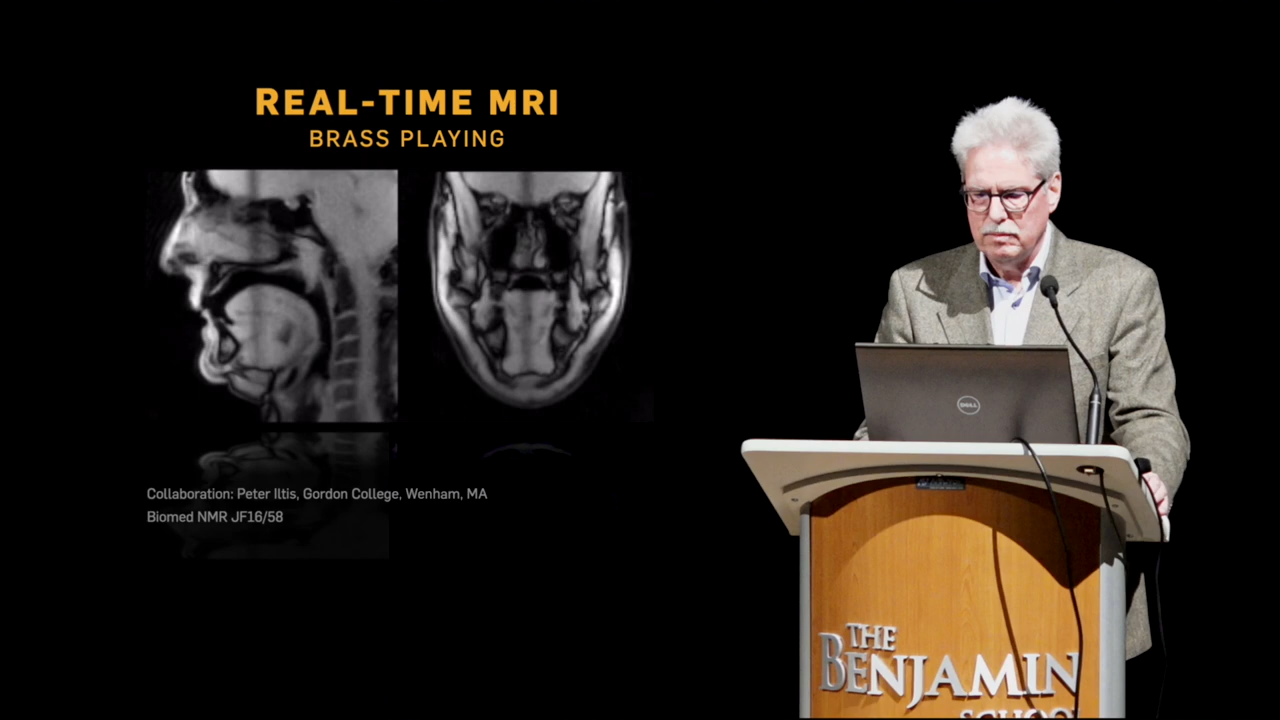 REAL-TIME MRI
BRASS PLAYING
Collaboration: Peter Iltis, Gordon College, Wenham, MA
Biomed NMR JF16/58
DELL
THE
BENJAMIN
SCHOOL